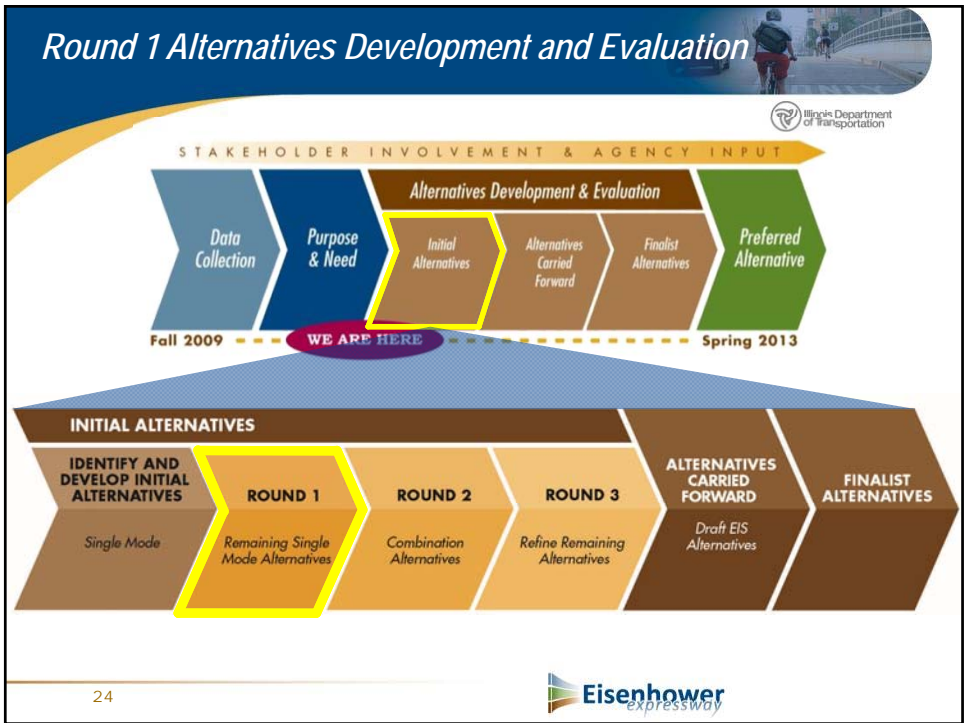 Round 1 Alternatives Development and Evaluation
Illinois Department
of Transportation
STAKEHOLDER INVOLVEMENT & AGENCY INPUT
Data
Collection
Purpose
& Need
Alternatives Development & Evaluation
Initial
Alternatives
Alternatives
Carried
Forward
Finalist
Alternatives
Preferred
Alternative
Fall 2009
WE ARE HERE
Spring 2013
INITIAL ALTERNATIVES
IDENTIFY AND
DEVELOP INITIAL
ALTERNATIVES
Single Mode
ROUND 1
Remaining Single
Mode Alternatives
ROUND 2
Combination
Alternatives
ROUND 3
Refine Remaining
Alternatives
ALTERNATIVES
CARRIED
FORWARD
Draft EIS
Alternatives
FINALIST
ALTERNATIVES
24
Eisenhower
expressway